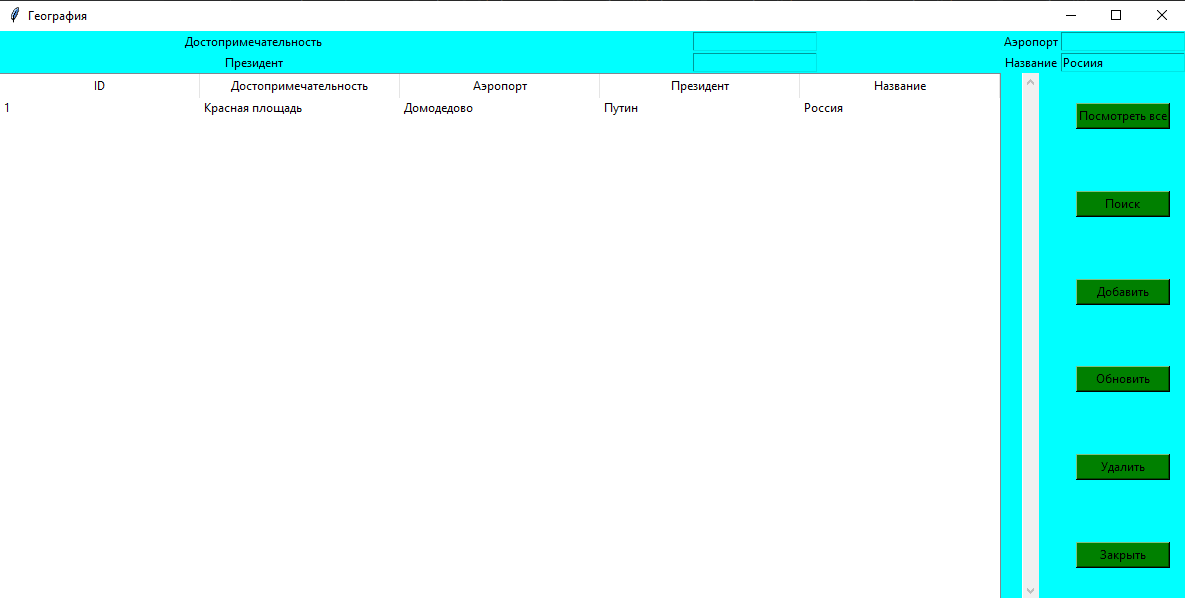 География
Достопримечательность Аэропорт
Президент Название Росиия
ID Достопримечательность Аэропорт Президент Название
1 Красная площадь Домодедово Путин Россия
Посмотреть все
Поиск
Добавить
Обновить
Удалить
Закрыть